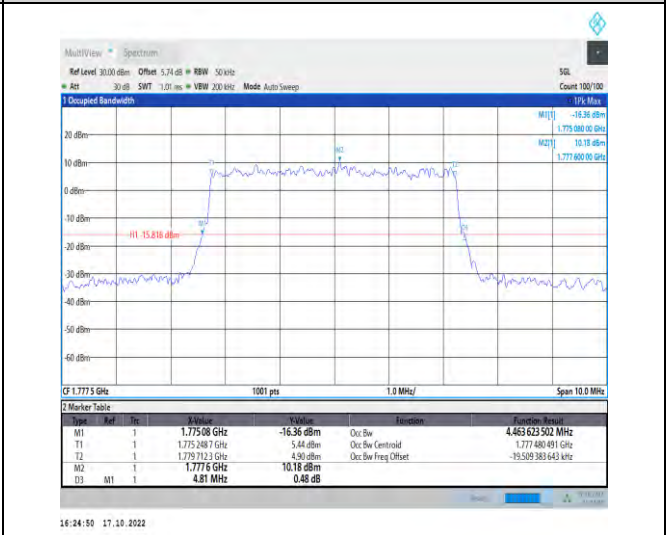 MultiView Spectrum
Ref Level 30.00 dBm Offset 5.74 dB RBW 50 kHz SGL
Att 30 dB SWT 1.01 ms VBW 200 kHz Mode Auto Sweep Count 100/100
1 Occupied Bandwidth 1Pk Max
M1[1] -16.36 dBm
1.775 080 00 GHz
20 dBm
M2[1] 10.18 dBm
1.777 600 00 GHz
M2
10 dBm T1 T2
0 dBm
-10 dBm
M1 D3
H1 -15.818 dBm
-20 dBm
-30 dBm
-40 dBm
-50 dBm
-60 dBm
CF 1.777 5 GHz 1001 pts 1.0 MHz/ Span 10.0 MHz
2 Marker Table
Type Ref Trc X-Value Y-Value Function Function Result
M1 1 1.775 08 GHz -16.36 dBm Occ Bw 4.463 623 502 MHz
T1 1 1.775 248 7 GHz 5.44 dBm Occ Bw Centroid 1.777 480 491 GHz
T2 1 1.779 712 3 GHz 4.90 dBm Occ Bw Freq Offset -19.509 383 643 kHz
M2 1 1.777 6 GHz 10.18 dBm
D3 M1 1 4.81 MHz 0.48 dB
16:24:50 17.10.2022